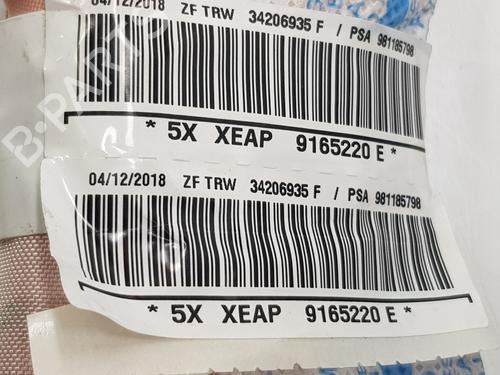 04/12/2018 ZF TRW 34206935 F / PSA 981185798
* 5X XEAP 9165220 E *
04/12/2018 ZF TRW 34206935 F / PSA 981185798
* 5X XEAP 9165220 E *
B-PARTS